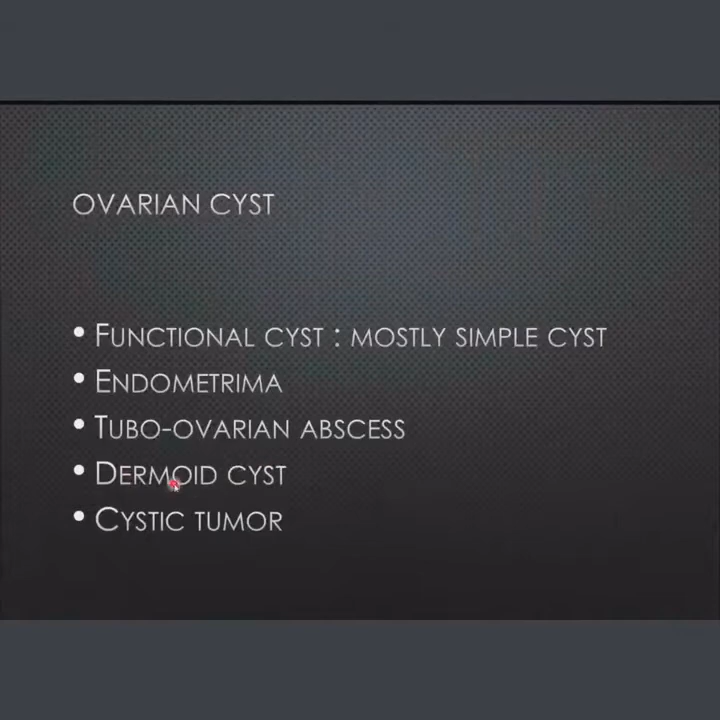 OVARIAN CYST
• FUNCTIONAL CYST : MOSTLY SIMPLE CYST
• ENDOMETRIMA
• TUBO-OVARIAN ABSCESS
• DERMOID CYST
• CYSTIC TUMOR